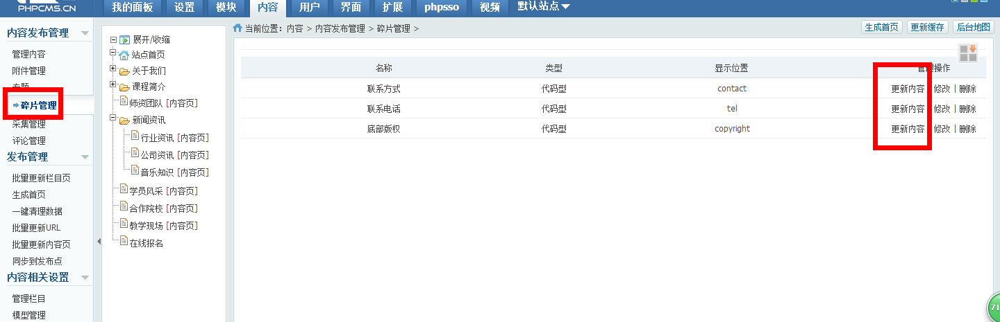 PHPCMS.CN
我的面板 设置 模块 内容 用户 界面 扩展 phpsso 视频 默认站点
内容发布管理
管理内容
附件管理
专题
碎片管理
采集管理
评论管理
发布管理
批量更新栏目页
生成首页
一键清理数据
批量更新URL
批量更新内容页
同步到发布点
内容相关设置
管理栏目
模型管理
展开/收缩
站点首页
关于我们
课程简介
师资团队 [内容页]
新闻资讯
行业资讯 [内容页]
公司资讯 [内容页]
音乐知识 [内容页]
学员风采 [内容页]
合作院校 [内容页]
教学现场 [内容页]
在线报名
当前位置：内容 > 内容发布管理 > 碎片管理 >
生成首页 更新缓存 后台地图
名称 类型 显示位置 管理操作
联系方式 代码型 contact 更新内容 修改 | 删除
联系电话 代码型 tel 更新内容 修改 | 删除
底部版权 代码型 copyright 更新内容 修改 | 删除
71